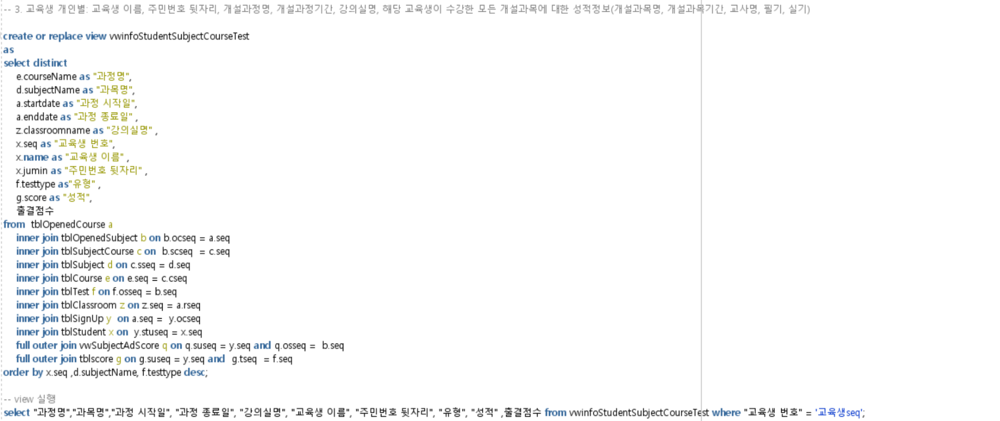 -- 3. 교육생 개인별: 교육생 이름, 주민번호 뒷자리, 개설과정명, 개설과정기간, 강의실명, 해당 교육생이 수강한 모든 개설과목에 대한 성적정보(개설과목명, 개설과목기간, 교사명, 필기, 실기)
create or replace view vwinfoStudentSubjectCourseTest
as
select distinct
e.courseName as "과정명",
d.subjectName as "과목명",
a.startdate as "과정 시작일",
a.enddate as "과정 종료일" ,
z.classroomname as "강의실명" ,
x.seq as "교육생 번호",
x.name as "교육생 이름" ,
x.jumin as "주민번호 뒷자리" ,
f.testtype as"유형" ,
g.score as "성적",
출결점수
from  tblOpenedCourse a
inner join tblOpenedSubject b on b.ocseq = a.seq
inner join tblSubjectCourse c on  b.scseq  = c.seq
inner join tblSubject d on c.sseq = d.seq
inner join tblCourse e on e.seq = c.cseq
inner join tblTest f on f.osseq = b.seq
inner join tblClassroom z on z.seq = a.rseq
inner join tblSignUp y  on a.seq =  y.ocseq
inner join tblStudent x on  y.stuseq = x.seq
full outer join vwSubjectAdScore q on q.suseq = y.seq and q.osseq =  b.seq
full outer join tblscore g on g.suseq = y.seq and  g.tseq  = f.seq
order by x.seq ,d.subjectName, f.testtype desc;
-- view 실행
select "과정명","과목명","과정 시작일", "과정 종료일", "강의실명", "교육생 이름", "주민번호 뒷자리", "유형", "성적" ,출결점수 from vwinfoStudentSubjectCourseTest where "교육생 번호" = '교육생seq';